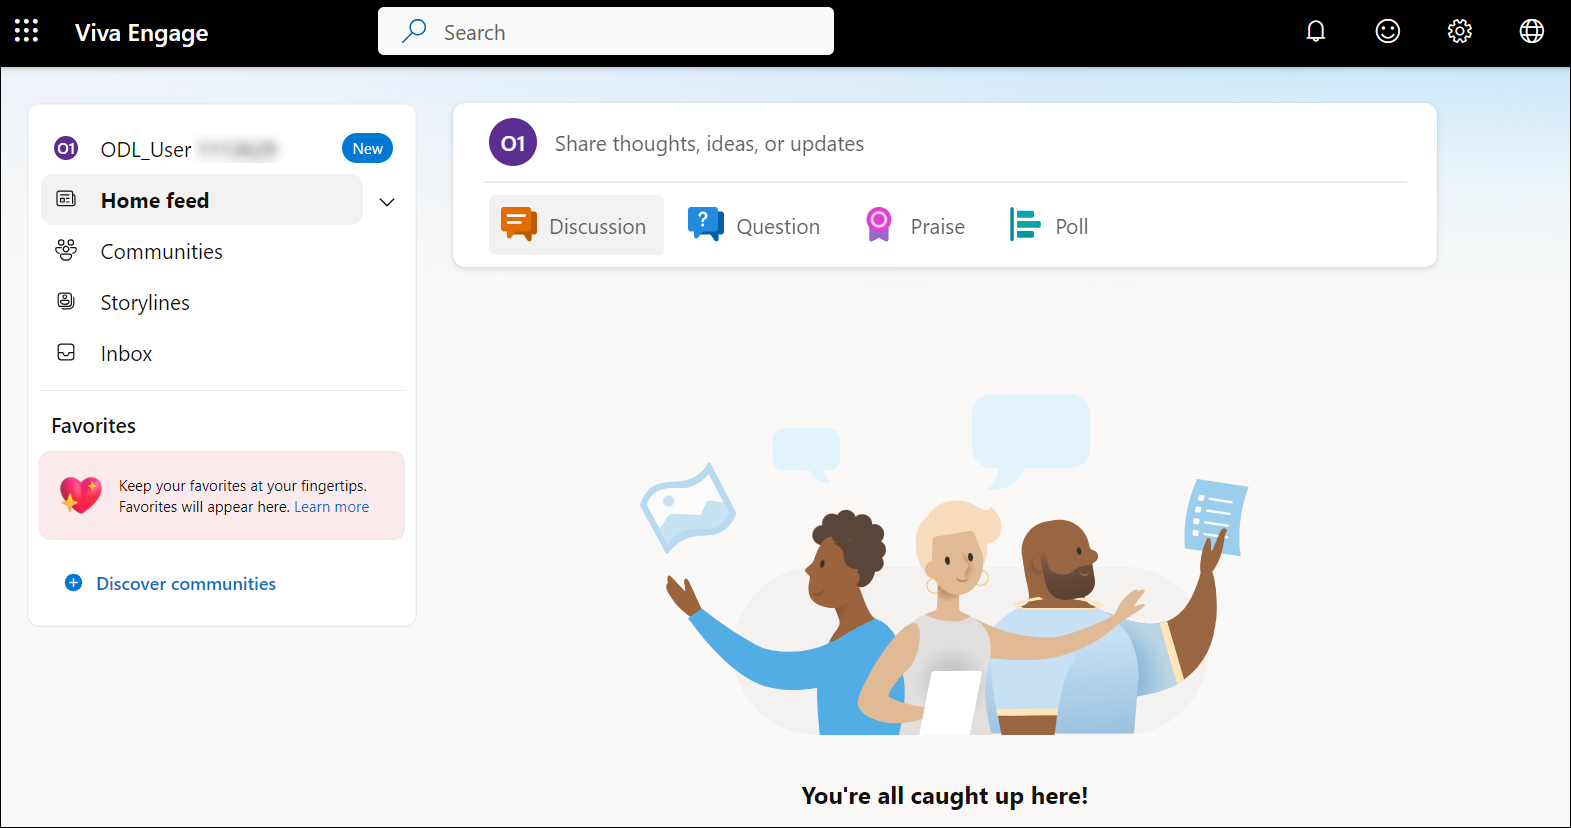 Viva Engage
Search
O1
ODL_User
New
Home feed
Communities
Storylines
Inbox
Favorites
Keep your favorites at your fingertips.
Favorites will appear here. Learn more
Discover communities
O1
Share thoughts, ideas, or updates
Discussion
?
Question
Praise
Poll
You're all caught up here!